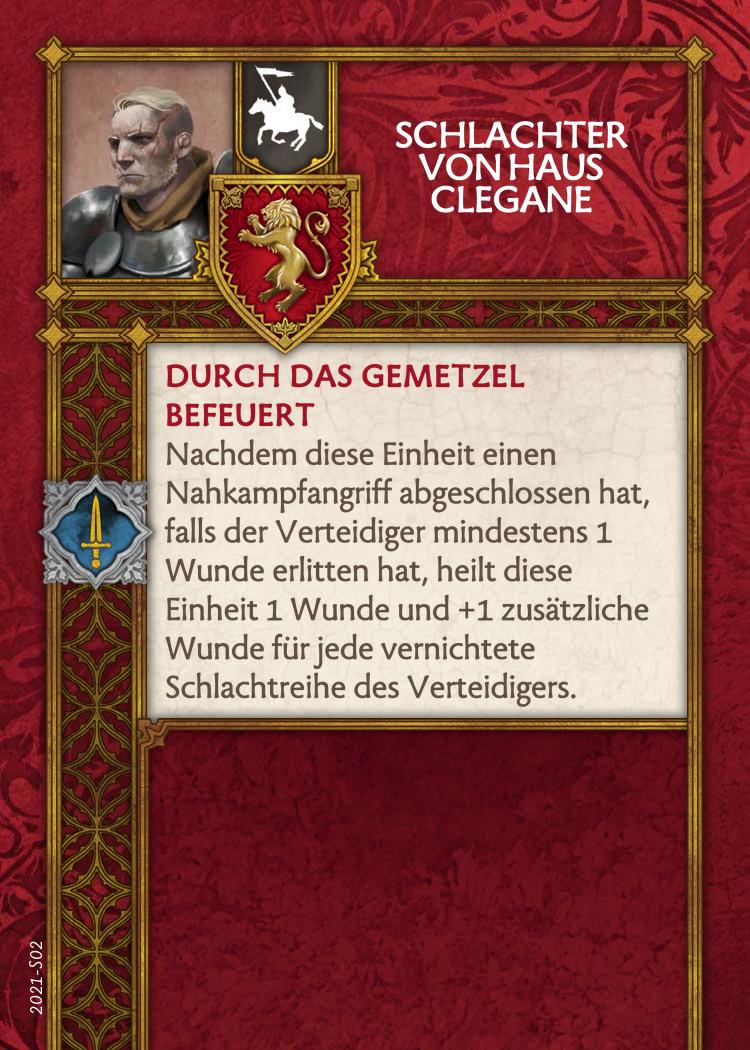 SCHLACHTER
VON HAUS
CLEGANE
DURCH DAS GEMETZEL
BEFEUERT
Nachdem diese Einheit einen
Nahkampfangriff abgeschlossen hat,
falls der Verteidiger mindestens 1
Wunde erlitten hat, heilt diese
Einheit 1 Wunde und +1 zusätzliche
Wunde für jede vernichtete
Schlachtreihe des Verteidigers.
2021-S02